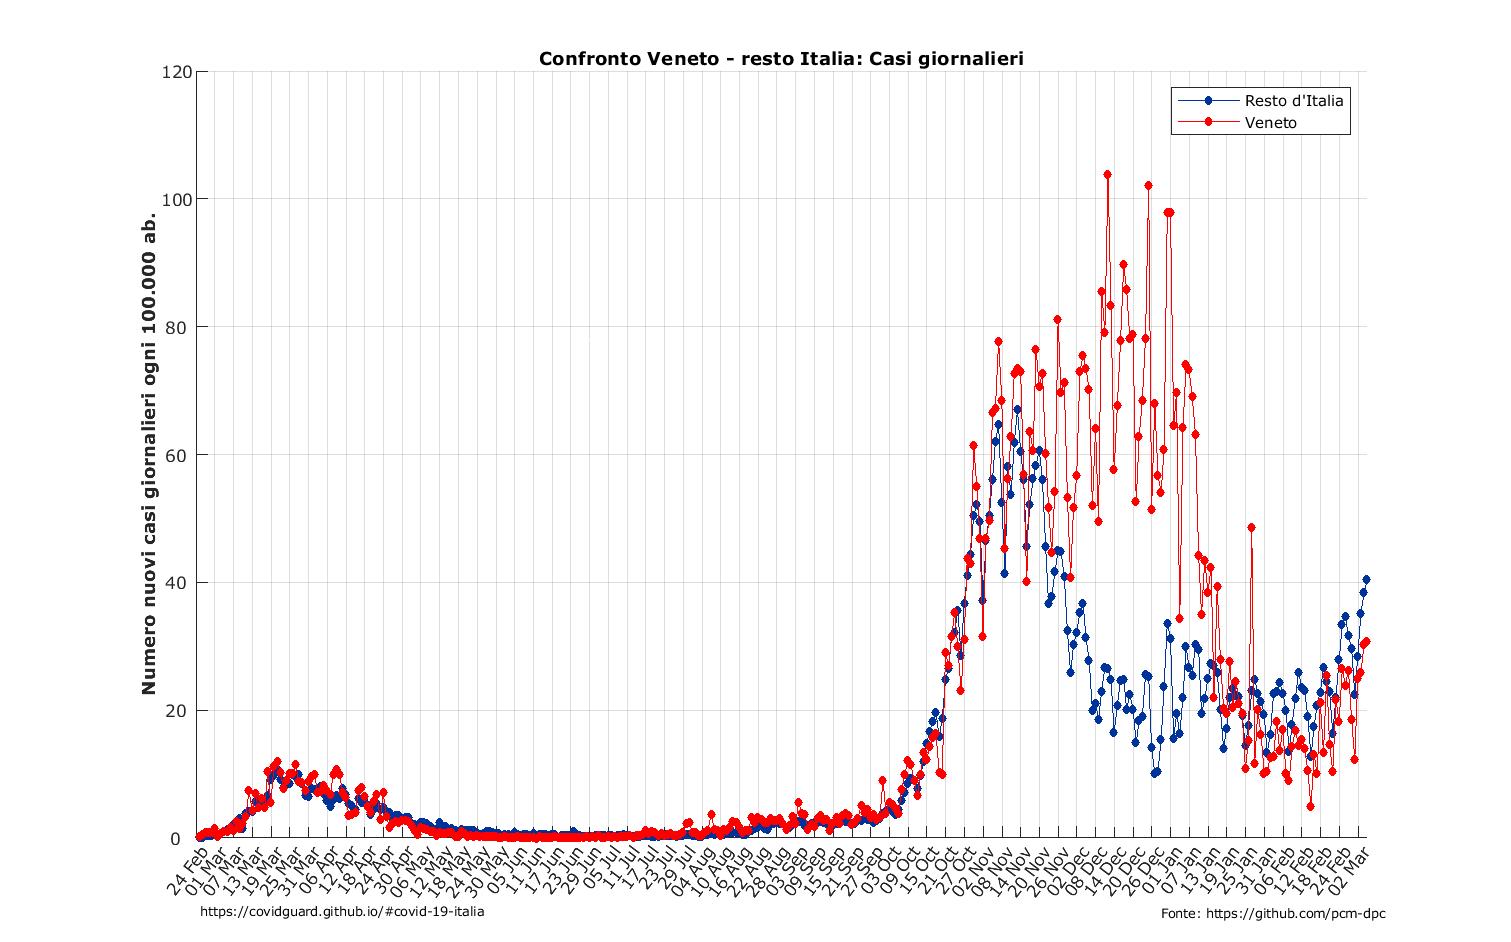 Confronto Veneto - resto Italia: Casi giornalieri
Numero nuovi casi giornalieri ogni 100.000 ab.
120
100
80
60
40
20
0
Resto d'Italia
Veneto
24 Feb
01 Mar
07 Mar
13 Mar
19 Mar
25 Mar
31 Mar
06 Apr
12 Apr
18 Apr
24 Apr
30 Apr
06 May
12 May
18 May
24 May
30 May
05 Jun
11 Jun
17 Jun
23 Jun
29 Jun
05 Jul
11 Jul
17 Jul
23 Jul
29 Jul
04 Aug
10 Aug
16 Aug
22 Aug
28 Aug
03 Sep
09 Sep
15 Sep
21 Sep
27 Sep
03 Oct
09 Oct
15 Oct
21 Oct
27 Oct
02 Nov
08 Nov
14 Nov
20 Nov
26 Nov
02 Dec
08 Dec
14 Dec
20 Dec
26 Dec
01 Jan
07 Jan
13 Jan
19 Jan
25 Jan
31 Jan
06 Feb
12 Feb
18 Feb
24 Feb
02 Mar
https://covidguard.github.io/#covid-19-italia
Fonte: https://github.com/pcm-dpc